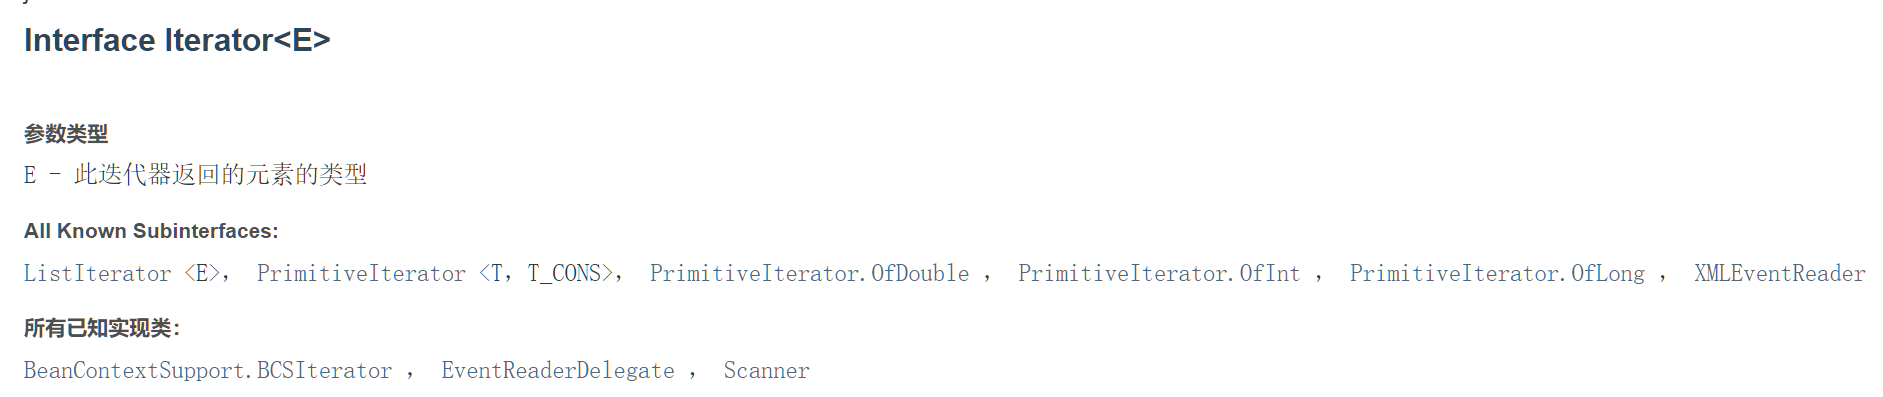 Interface Iterator<E>
参数类型
E - 此迭代器返回的元素的类型
All Known Subinterfaces:
ListIterator <E>, PrimitiveIterator <T, T_CONS>, PrimitiveIterator.OfDouble , PrimitiveIterator.OfInt , PrimitiveIterator.OfLong , XMLEventReader
所有已知实现类:
BeanContextSupport.BCSIterator , EventReaderDelegate , Scanner